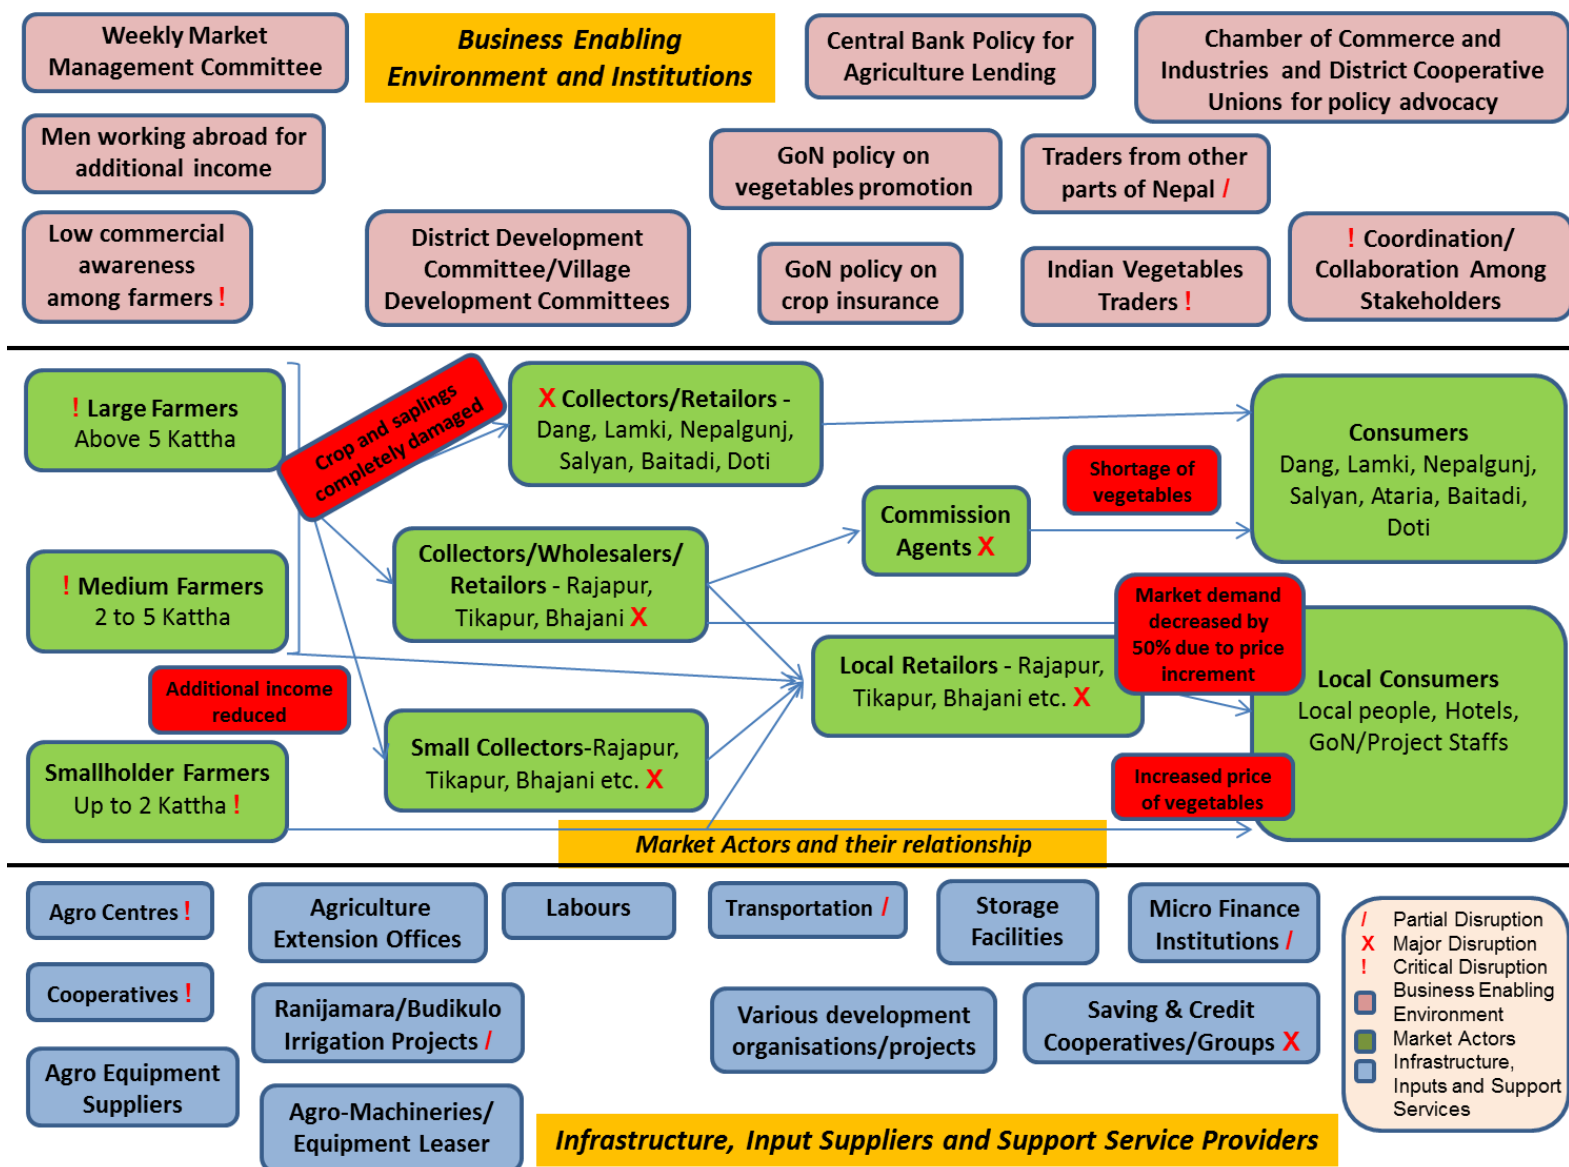 Weekly Market
Management Committee
Business Enabling
Environment and Institutions
Central Bank Policy for
Agriculture Lending
Chamber of Commerce and
Industries and District Cooperative
Unions for policy advocacy
Men working abroad for
additional income
GoN policy on
vegetables promotion
Traders from other
parts of Nepal /
Low commercial
awareness
among farmers !
District Development
Committee/Village
Development Committees
GoN policy on
crop insurance
Indian Vegetables
Traders !
! Coordination/
Collaboration Among
Stakeholders
! Large Farmers
Above 5 Kattha
Crop and saplings
completely damaged
X Collectors/Retailors -
Dang, Lamki, Nepalgunj,
Salyan, Baitadi, Doti
Consumers
Dang, Lamki, Nepalgunj,
Salyan, Ataria, Baitadi,
Doti
Shortage of
vegetables
Commission
Agents X
! Medium Farmers
2 to 5 Kattha
Collectors/Wholesalers/
Retailors - Rajapur,
Tikapur, Bhajani X
Market demand
decreased by
50% due to price
increment
Additional income
reduced
Local Retailors - Rajapur,
Tikapur, Bhajani etc. X
Local Consumers
Local people, Hotels,
GoN/Project Staffs
Smallholder Farmers
Up to 2 Kattha !
Small Collectors-Rajapur,
Tikapur, Bhajani etc. X
Increased price
of vegetables
Market Actors and their relationship
Agro Centres !
Agriculture
Extension Offices
Labours
Transportation /
Storage
Facilities
Micro Finance
Institutions /
Cooperatives !
Ranijamara/Budikulo
Irrigation Projects /
Various development
organisations/projects
Saving & Credit
Cooperatives/Groups X
Agro Equipment
Suppliers
Agro-Machineries/
Equipment Leaser
Infrastructure, Input Suppliers and Support Service Providers
/ Partial Disruption
X Major Disruption
! Critical Disruption
Business Enabling
Environment
Market Actors
Infrastructure,
Inputs and Support
Services